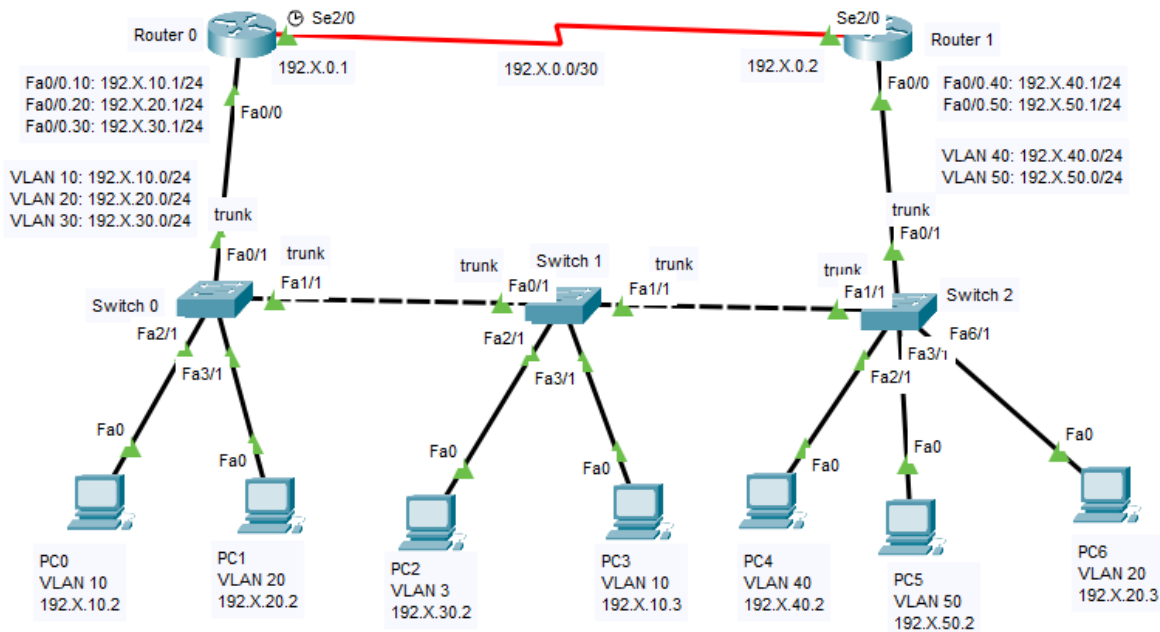 Router 0
Se2/0
192.X.0.1
192.X.0.0/30
Se2/0
192.X.0.2
Router 1
Fa0/0.10: 192.X.10.1/24
Fa0/0.20: 192.X.20.1/24
Fa0/0.30: 192.X.30.1/24
Fa0/0
Fa0/0
Fa0/0.40: 192.X.40.1/24
Fa0/0.50: 192.X.50.1/24
VLAN 10: 192.X.10.0/24
VLAN 20: 192.X.20.0/24
VLAN 30: 192.X.30.0/24
VLAN 40: 192.X.40.0/24
VLAN 50: 192.X.50.0/24
trunk
Fa0/1
trunk
Fa1/1
Switch 0
Fa2/1
Fa3/1
trunk
Fa0/1
Switch 1
trunk
Fa1/1
Fa2/1
Fa3/1
trunk
Fa0/1
trunk
Fa1/1
Switch 2
Fa6/1
Fa3/1
Fa2/1
Fa0
Fa0
Fa0
Fa0
Fa0
Fa0
Fa0
PC0
VLAN 10
192.X.10.2
PC1
VLAN 20
192.X.20.2
PC2
VLAN 3
192.X.30.2
PC3
VLAN 10
192.X.10.3
PC4
VLAN 40
192.X.40.2
PC5
VLAN 50
192.X.50.2
PC6
VLAN 20
192.X.20.3